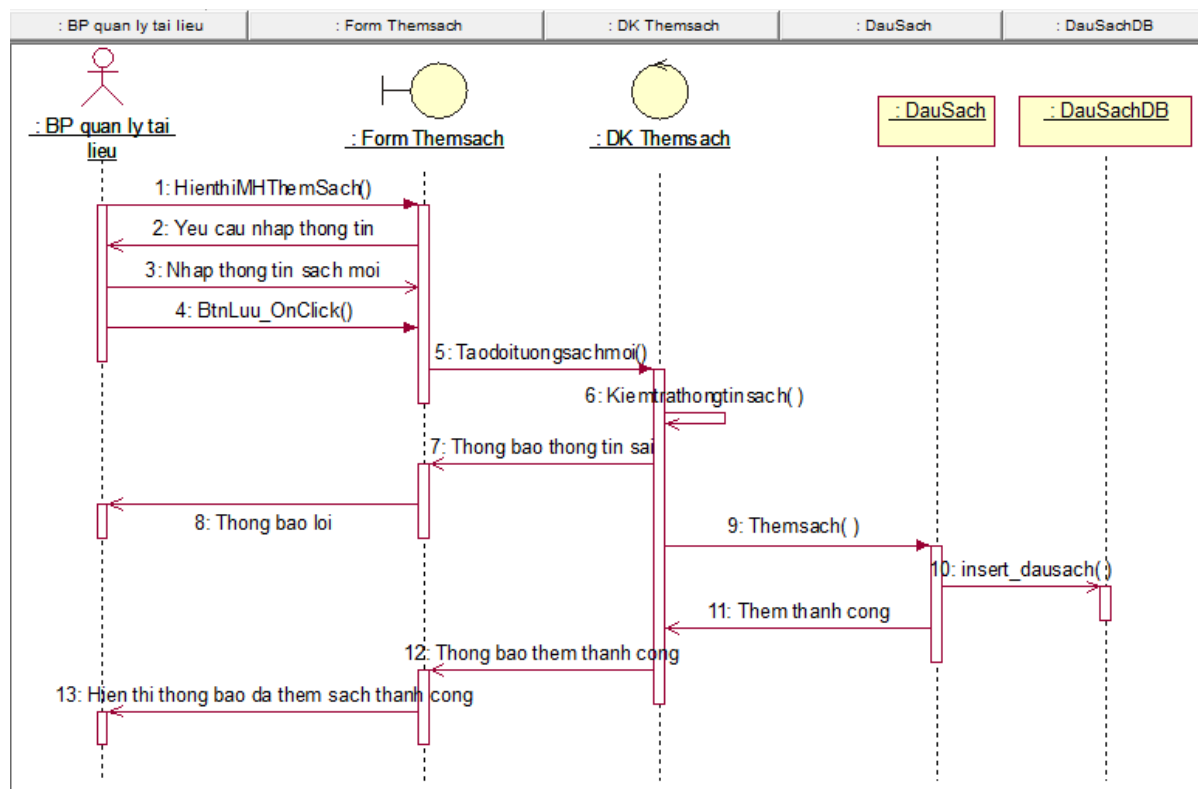 : BP quan ly tai lieu
: Form Themsach
: DK Themsach
: DauSach
: DauSachDB
: BP quan ly tai
lieu
: Form Themsach
: DK Themsach
: DauSach
: DauSachDB
1: HienthiMHThemSach()
2: Yeu cau nhap thong tin
3: Nhap thong tin sach moi
4: BtnLuu_OnClick()
5: Taodoituongsachmoi()
6: Kiemtrathongtinsach( )
7: Thong bao thong tin sai
8: Thong bao loi
9: Themsach( )
10: insert_dausach( )
11: Them thanh cong
12: Thong bao them thanh cong
13: Hien thi thong bao da them sach thanh cong